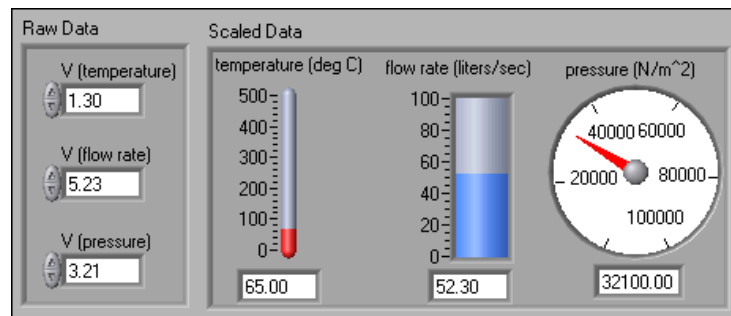 Raw Data
V (temperature)
1.30
V (flow rate)
5.23
V (pressure)
3.21
Scaled Data
temperature (deg C)
500
400
300
200
100
0
65.00
flow rate (liters/sec)
100
80
60
40
20
0
52.30
pressure (N/m^2)
40000 60000
20000 80000
100000
32100.00